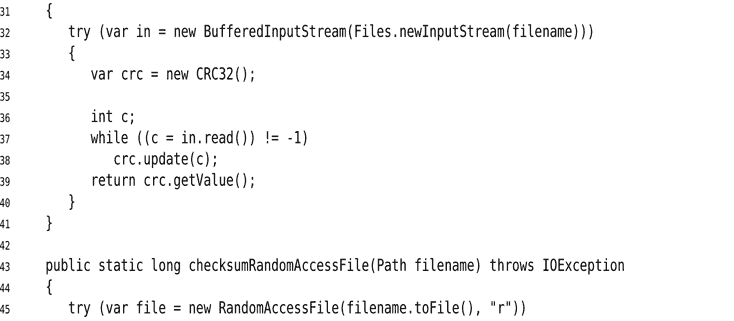 31 {
32 try (var in = new BufferedInputStream(Files.newInputStream(filename)))
33 {
34 var crc = new CRC32();
35
36 int c;
37 while ((c = in.read()) != -1)
38 crc.update(c);
39 return crc.getValue();
40 }
41 }
42
43 public static long checksumRandomAccessFile(Path filename) throws IOException
44 {
45 try (var file = new RandomAccessFile(filename.toFile(), "r"))